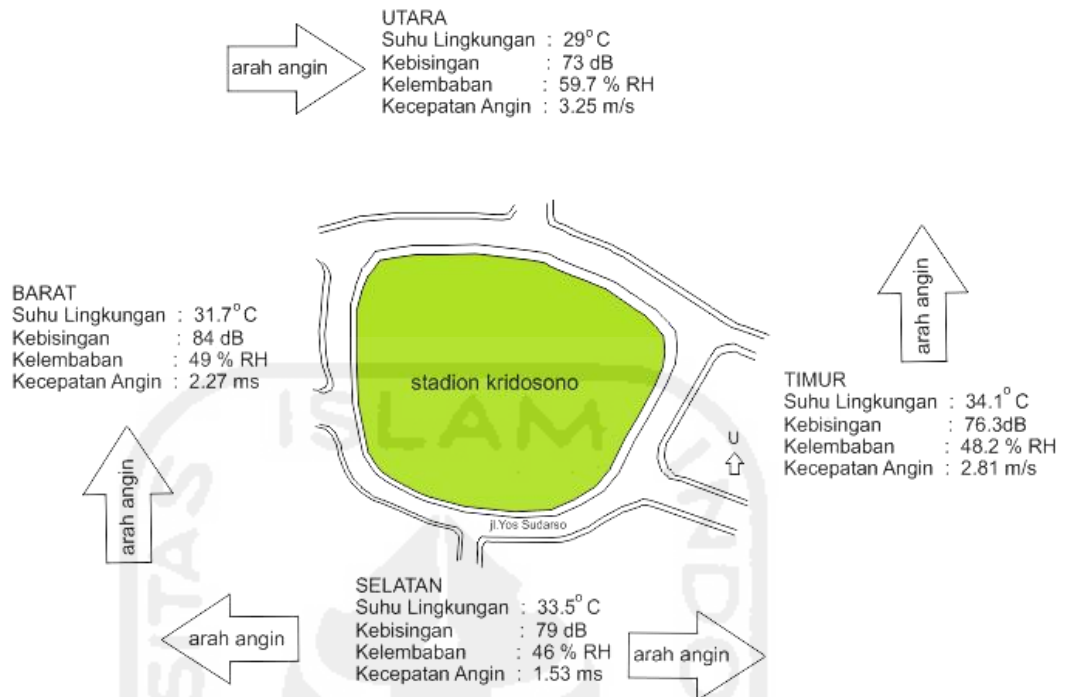 UTARA
Suhu Lingkungan : 29° C
Kebisingan : 73 dB
Kelembaban : 59.7 % RH
Kecepatan Angin : 3.25 m/s
arah angin
BARAT
Suhu Lingkungan : 31.7° C
Kebisingan : 84 dB
Kelembaban : 49 % RH
Kecepatan Angin : 2.27 ms
arah angin
stadion kridosono
arah angin
TIMUR
Suhu Lingkungan : 34.1° C
Kebisingan : 76.3dB
Kelembaban : 48.2 % RH
Kecepatan Angin : 2.81 m/s
U
jl.Yos Sudarso
SELATAN
Suhu Lingkungan : 33.5° C
Kebisingan : 79 dB
Kelembaban : 46 % RH
Kecepatan Angin : 1.53 ms
arah angin
arah angin
ISLAM